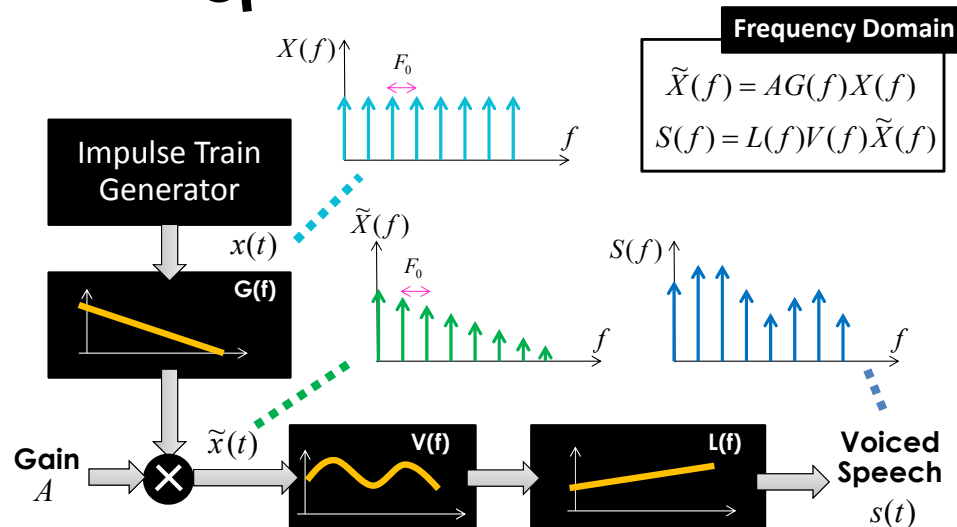 Frequency Domain
X̃(f) = AG(f)X(f)
S(f) = L(f)V(f)X̃(f)
X(f)
F₀
f
Impulse Train
Generator
x(t)
X̃(f)
F₀
f
S(f)
f
G(f)
x̃(t)
Gain
A
×
V(f)
L(f)
Voiced
Speech
s(t)